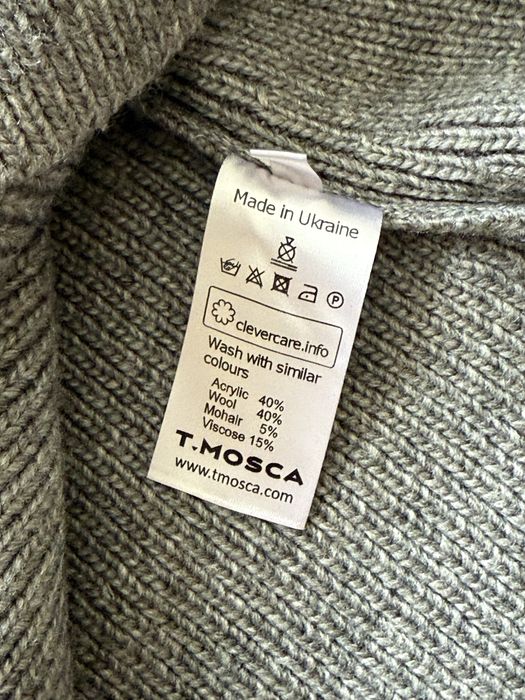 Made in Ukraine
P
clevercare.info
Wash with similar
colours
Acrylic 40%
Wool 40%
Mohair 5%
Viscose 15%
T.MOSCA
www.tmosca.com